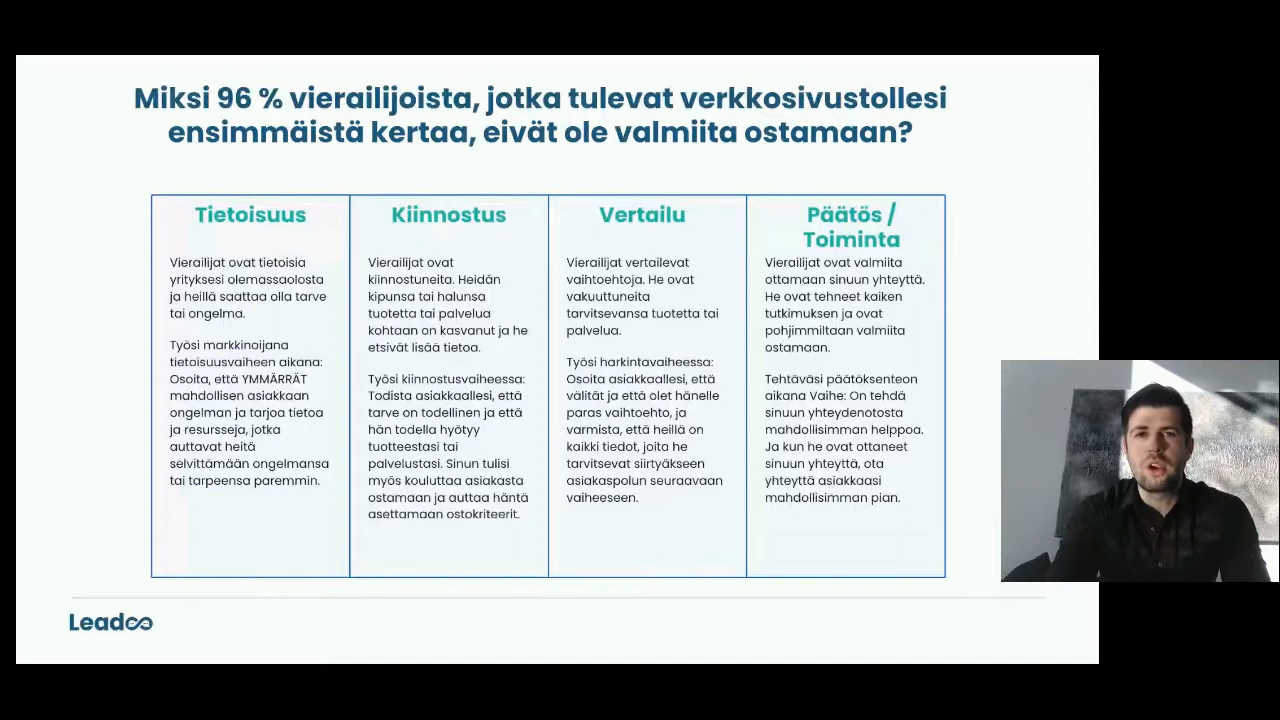 Miksi 96 % vierailijoista, jotka tulevat verkkosivustollesi
ensimmäistä kertaa, eivät ole valmiita ostamaan?
Tietoisuus
Vierailijat ovat tietoisia
yrityksesi olemassaolosta
ja heillä saattaa olla tarve
tai ongelma.
Työsi markkinoijana
tietoisuusvaiheen aikana:
Osoita, että YMMÄRRÄT
mahdollisen asiakkaan
ongelman ja tarjoa tietoa
ja resursseja, jotka
auttavat heitä
selvittämään ongelmansa
tai tarpeensa paremmin.
Kiinnostus
Vierailijat ovat
kiinnostuneita. Heidän
kipunsa tai halunsa
tuotetta tai palvelua
kohtaan on kasvanut ja he
etsivät lisää tietoa.
Työsi kiinnostusvaiheessa:
Todista asiakkaallesi, että
tarve on todellinen ja että
hän todella hyötyy
tuotteestasi tai
palvelustasi. Sinun tulisi
myös kouluttaa asiakasta
ostamaan ja auttaa häntä
asettamaan ostokriteerit.
Vertailu
Vierailijat vertailevat
vaihtoehtoja. He ovat
vakuuttuneita
tarvitsevansa tuotetta tai
palvelua.
Työsi harkintavaiheessa:
Osoita asiakkaallesi, että
välität ja että olet hänelle
paras vaihtoehto, ja
varmista, että heillä on
kaikki tiedot, joita he
tarvitsevat siirtyäkseen
asiakaspolun seuraavaan
vaiheeseen.
Päätös /
Toiminta
Vierailijat ovat valmiita
ottamaan sinuun yhteyttä.
He ovat tehneet kaiken
tutkimuksen ja ovat
pohjimmiltaan valmiita
ostamaan.
Tehtäväsi päätöksenteon
aikana Vaihe: On tehdä
sinuun yhteydenotosta
mahdollisimman helppoa.
Ja kun he ovat ottaneet
sinuun yhteyttä, ota
yhteyttä asiakkaasi
mahdollisimman pian.
Leadoo